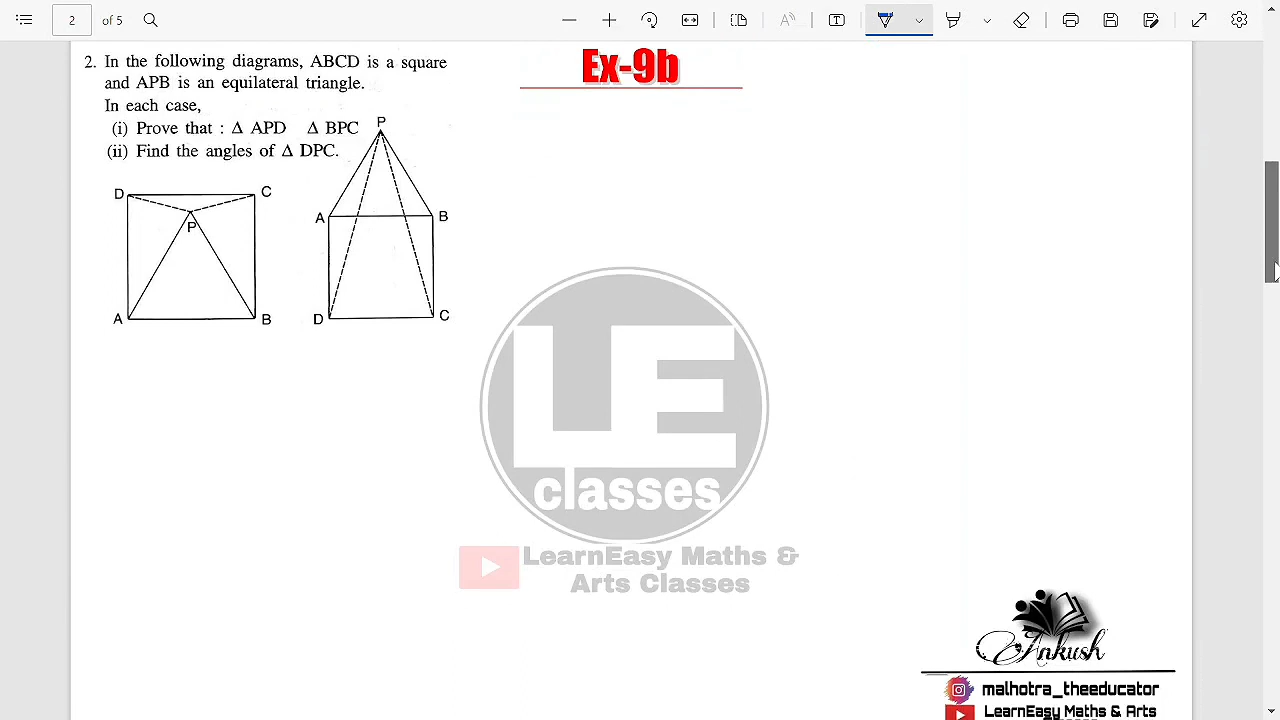 2
of 5
Ex-9b
2. In the following diagrams, ABCD is a square
and APB is an equilateral triangle.
In each case,
(i) Prove that : Δ APD Δ BPC
(ii) Find the angles of Δ DPC.
D
C
P
A
B
P
A
B
D
C
LE
classes
LearnEasy Maths &
Arts Classes
Ankush
malhotra_theeducator
LearnEasy Maths & Arts